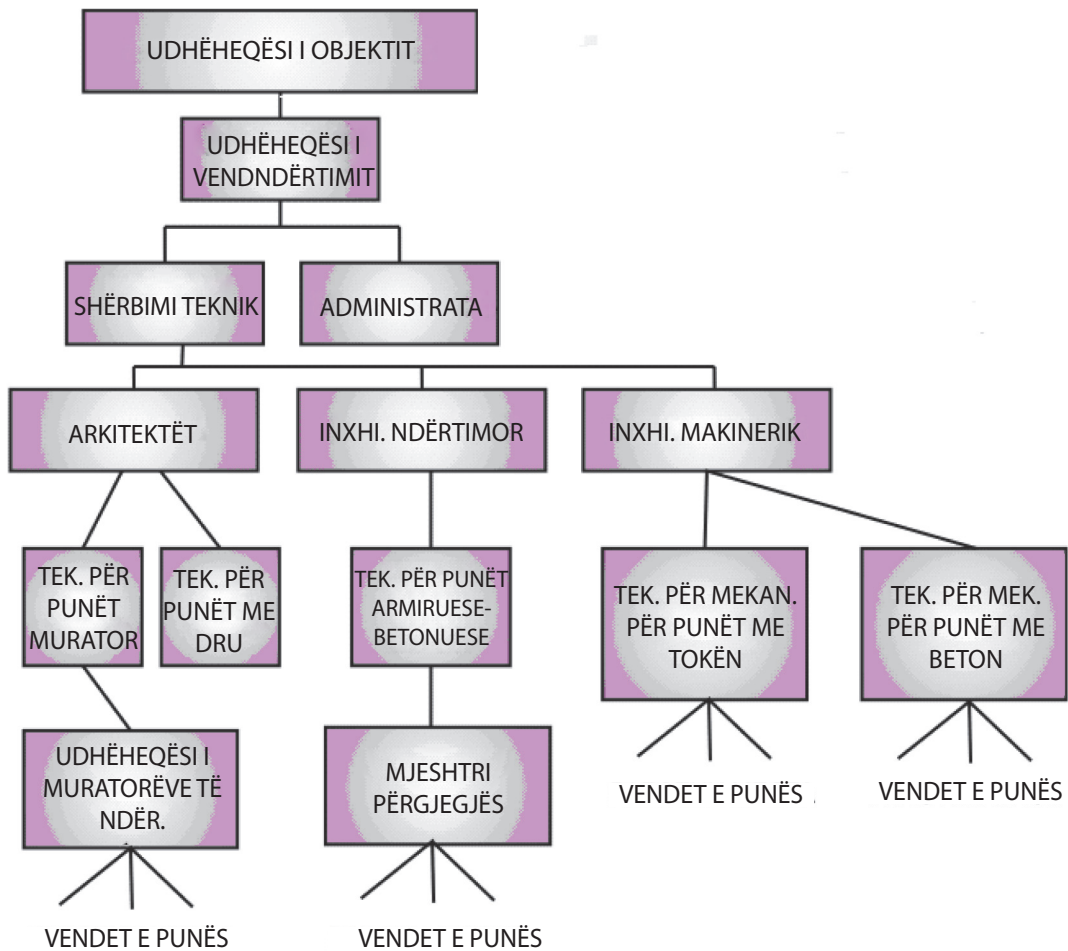 UDHËHEQËSI I OBJEKTIT
UDHËHEQËSI I
VENDNDËRTIMIT
SHËRBIMI TEKNIK
ADMINISTRATA
ARKITEKTËT
INXHI. NDËRTIMOR
INXHI. MAKINERIK
TEK. PËR
PUNËT
MURATOR
TEK. PËR
PUNËT ME
DRU
TEK. PËR PUNËT
ARMIRUESE-
BETONUESE
TEK. PËR MEKAN.
PËR PUNËT ME
TOKËN
TEK. PËR MEK.
PËR PUNËT ME
BETON
UDHËHEQËSI I
MURATORËVE TË
NDËR.
MJESHTRI
PËRGJEGJËS
VENDET E PUNËS
VENDET E PUNËS
VENDET E PUNËS
VENDET E PUNËS